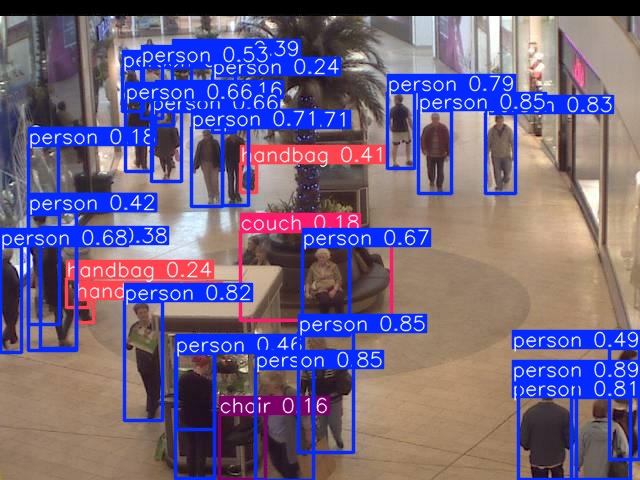 person 0.53
3.39
person 0.24
person 0.79
person 0.66
16
person 0.66
person 0.85
0.83
person 0.71
.71
person 0.18
handbag 0.41
person 0.42
couch 0.18
person 0.68
0.38
person 0.67
handbag 0.24
hand
person 0.82
person 0.85
person 0.46
person 0.85
person 0.49
person 0.89
person 0.81
chair 0.16